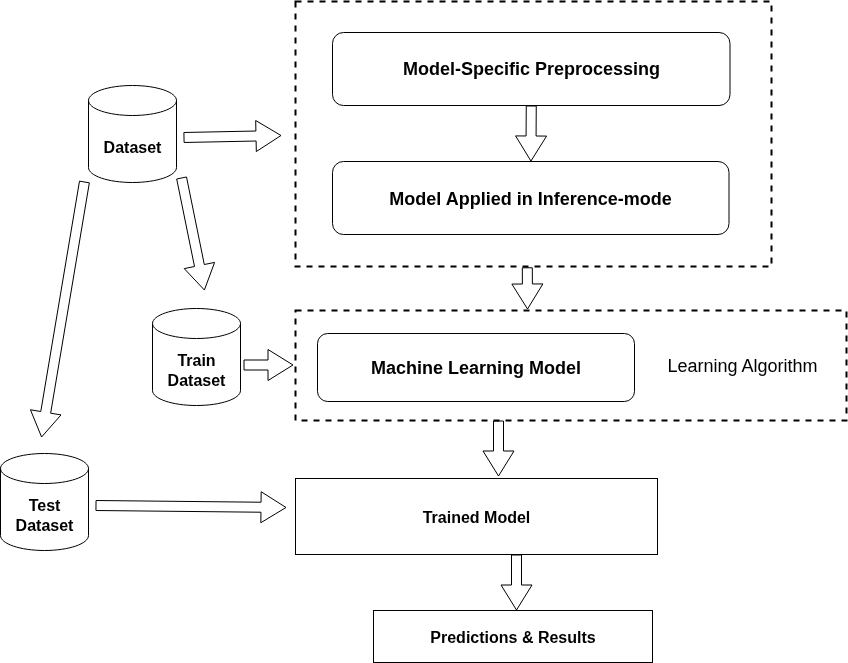 Model-Specific Preprocessing
Dataset
Model Applied in Inference-mode
Train
Dataset
Machine Learning Model
Learning Algorithm
Test
Dataset
Trained Model
Predictions & Results